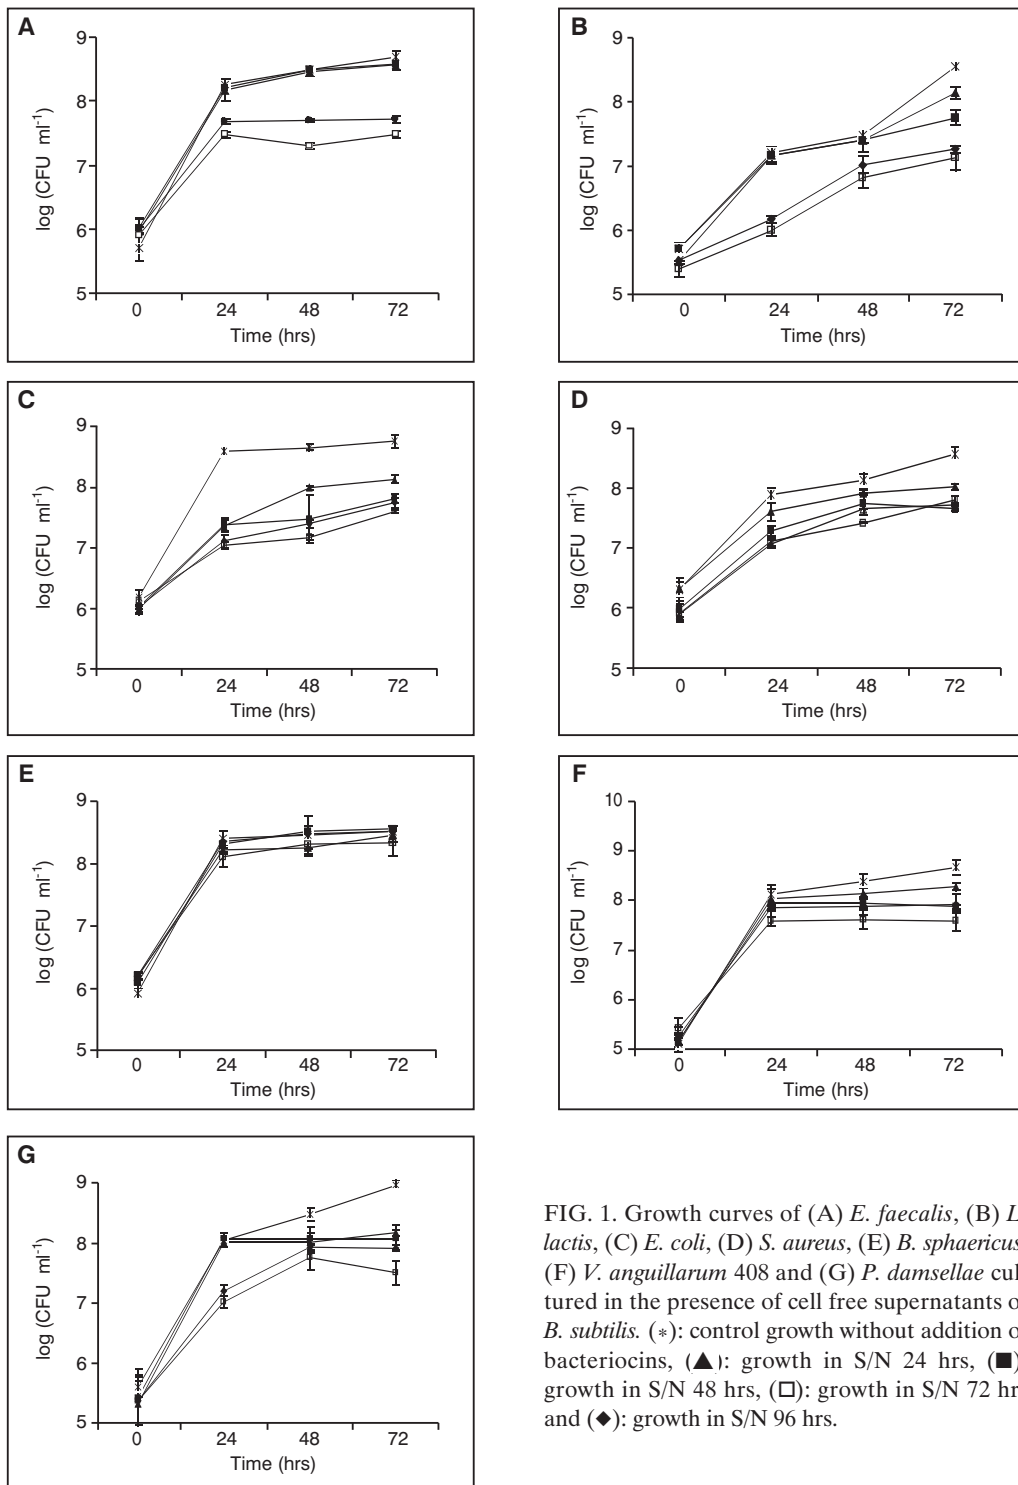 A
9
8
7
6
5
log (CFU ml-1)
0 24 48 72
Time (hrs)
B
9
8
7
6
5
log (CFU ml-1)
0 24 48 72
Time (hrs)
C
9
8
7
6
5
log (CFU ml-1)
0 24 48 72
Time (hrs)
D
9
8
7
6
5
log (CFU ml-1)
0 24 48 72
Time (hrs)
E
9
8
7
6
5
log (CFU ml-1)
0 24 48 72
Time (hrs)
F
10
9
8
7
6
5
log (CFU ml-1)
0 24 48 72
Time (hrs)
G
9
8
7
6
5
log (CFU ml-1)
0 24 48 72
Time (hrs)
FIG. 1. Growth curves of (A) E. faecalis, (B) L.
lactis, (C) E. coli, (D) S. aureus, (E) B. sphaericus
(F) V. anguillarum 408 and (G) P. damsellae cul
tured in the presence of cell free supernatants o
B. subtilis. (*): control growth without addition o
bacteriocins, (▲): growth in S/N 24 hrs, (■)
growth in S/N 48 hrs, (□): growth in S/N 72 hr
and (◆): growth in S/N 96 hrs.